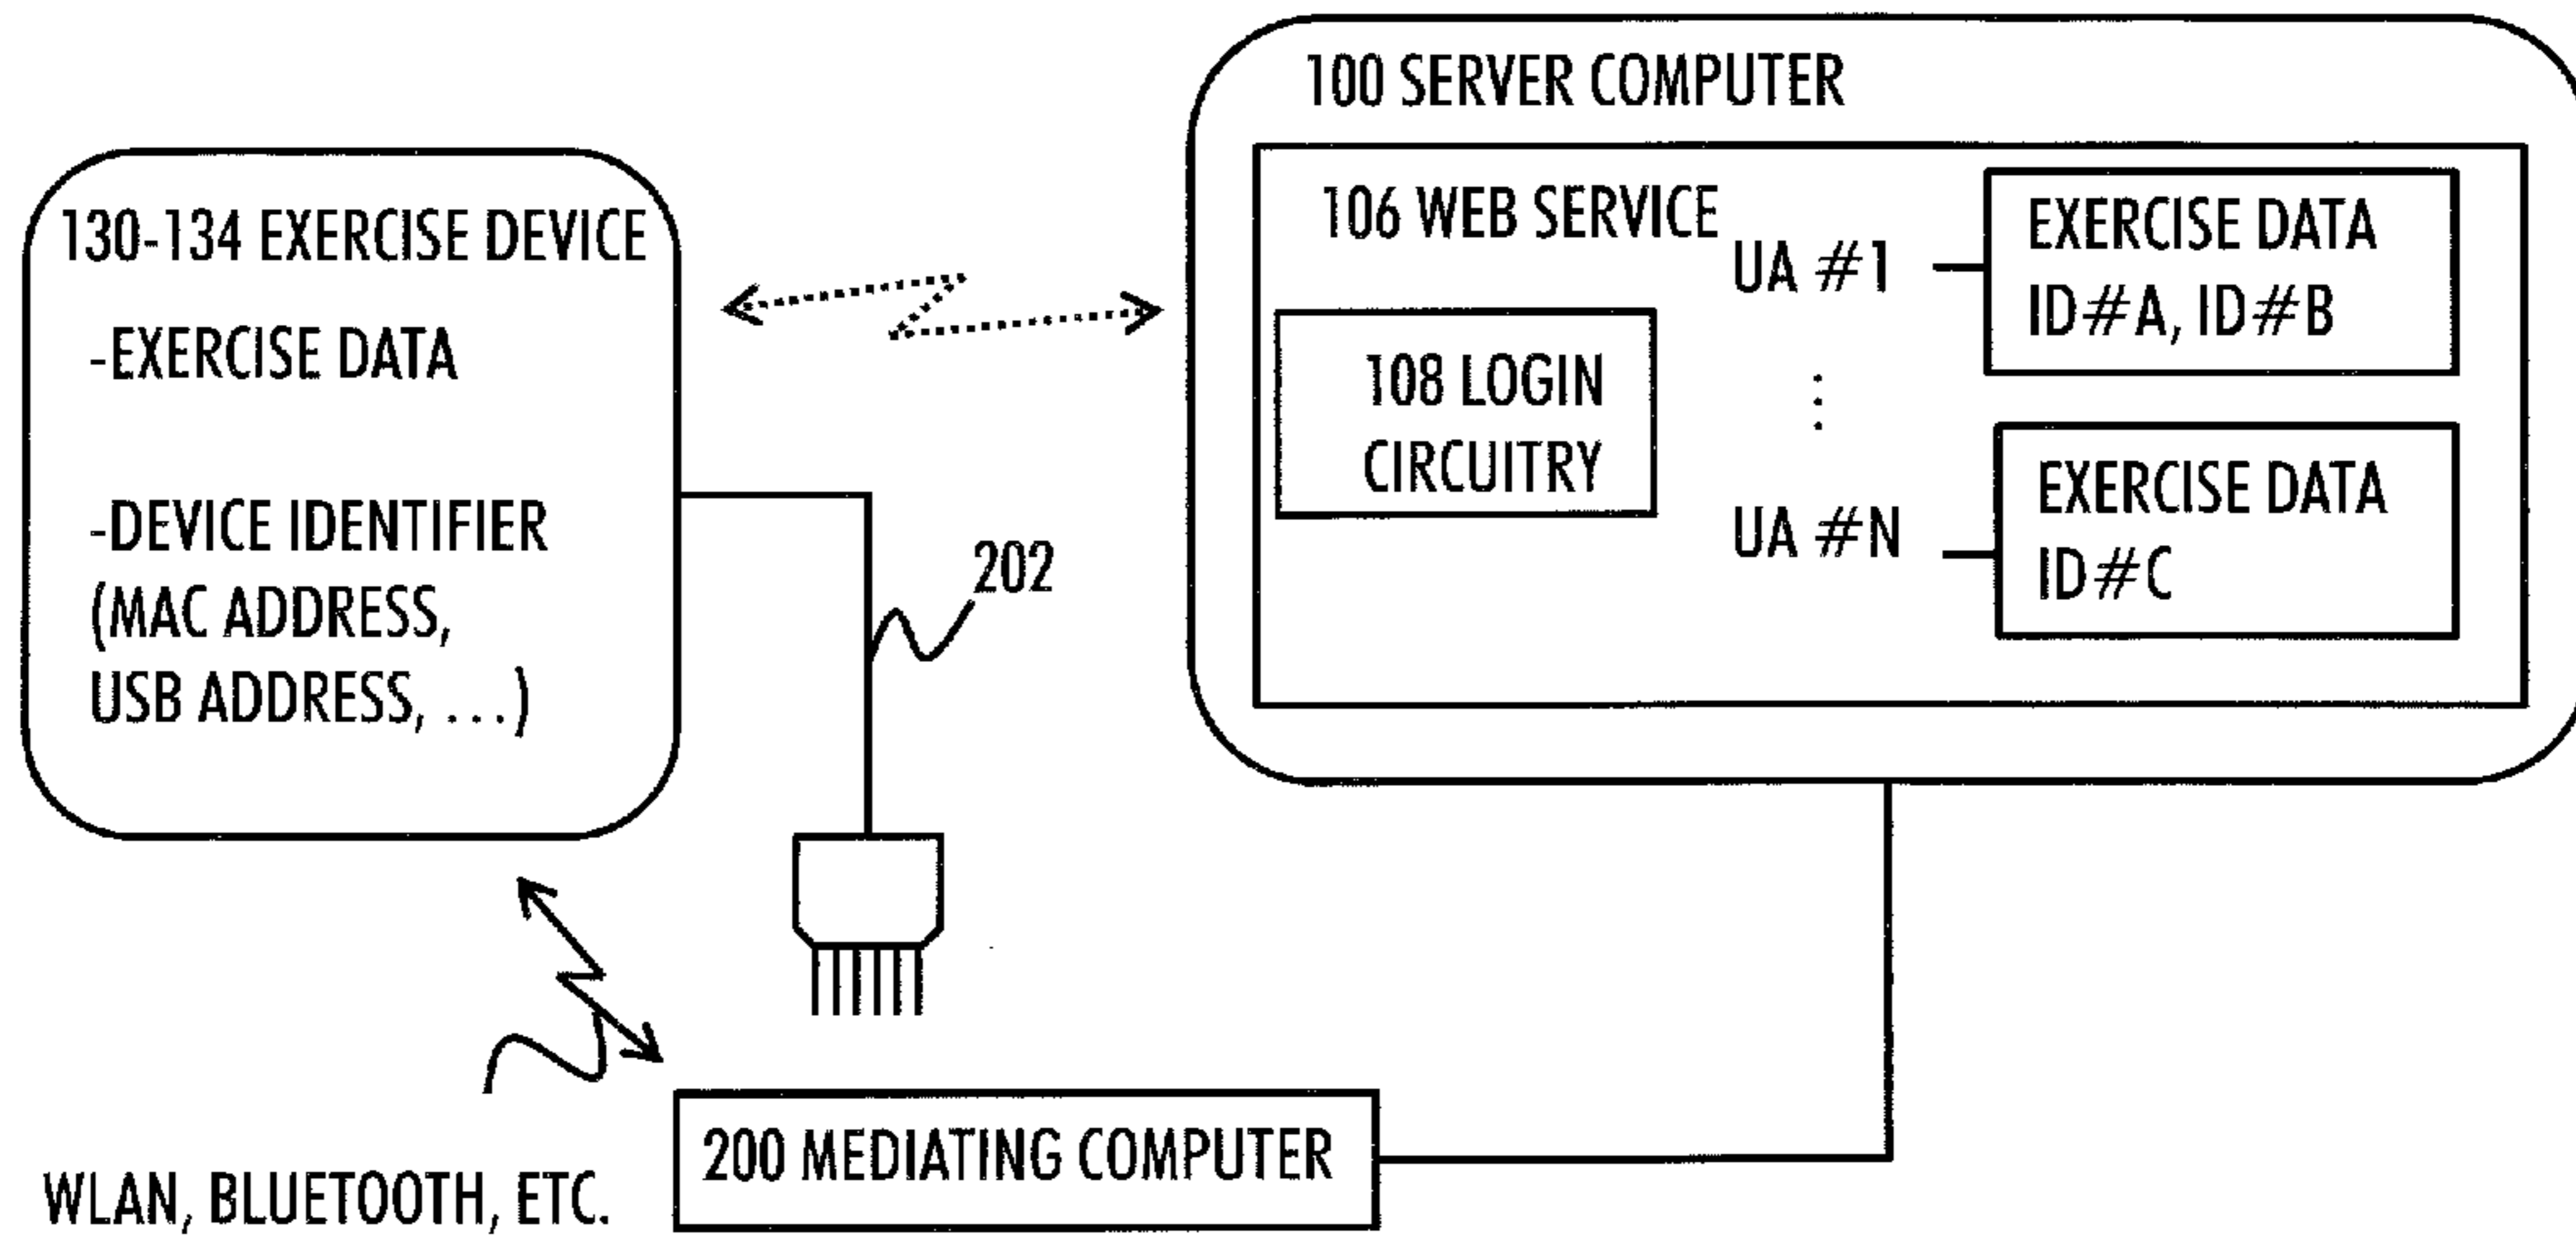 130-134 EXERCISE DEVICE
-EXERCISE DATA
-DEVICE IDENTIFIER
(MAC ADDRESS,
USB ADDRESS, ...)
202
WLAN, BLUETOOTH, ETC.
200 MEDIATING COMPUTER
100 SERVER COMPUTER
106 WEB SERVICE
108 LOGIN
CIRCUITRY
UA #1
EXERCISE DATA
ID#A, ID#B
⋮
UA #N
EXERCISE DATA
ID#C